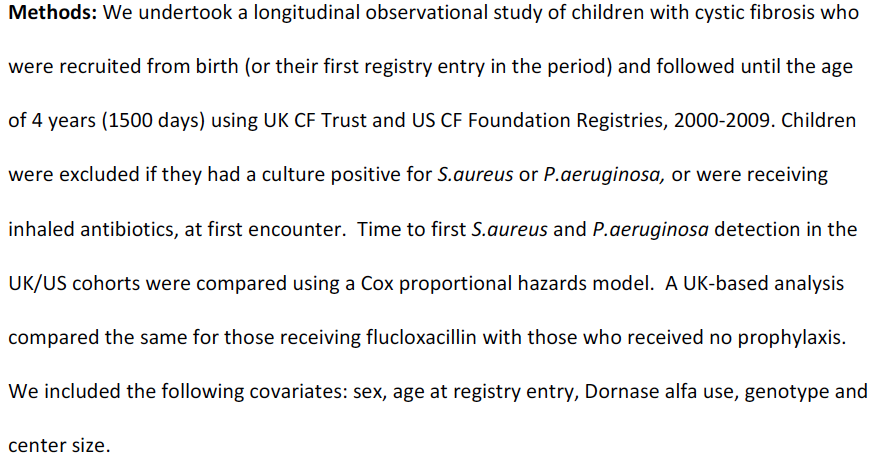 Methods: We undertook a longitudinal observational study of children with cystic fibrosis who
were recruited from birth (or their first registry entry in the period) and followed until the age
of 4 years (1500 days) using UK CF Trust and US CF Foundation Registries, 2000-2009. Children
were excluded if they had a culture positive for S.aureus or P.aeruginosa, or were receiving
inhaled antibiotics, at first encounter.  Time to first S.aureus and P.aeruginosa detection in the
UK/US cohorts were compared using a Cox proportional hazards model.  A UK-based analysis
compared the same for those receiving flucloxacillin with those who received no prophylaxis.
We included the following covariates: sex, age at registry entry, Dornase alfa use, genotype and
center size.